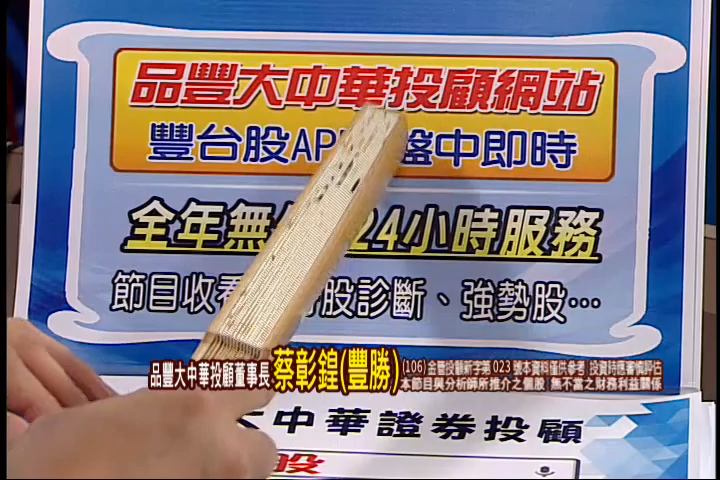 品豐大中華投顧網站
豐台股AP 盤中即時
全年無 24小時服務
節目收看 股診斷、強勢股…
品豐大中華投顧董事長 蔡彰鍠(豐勝) (106)金管投顧新字第023號本資料僅供參考 投資時應審慎評估
本節目與分析師所推介之個股 無不當之財務利益關係
大中華證券投顧
股